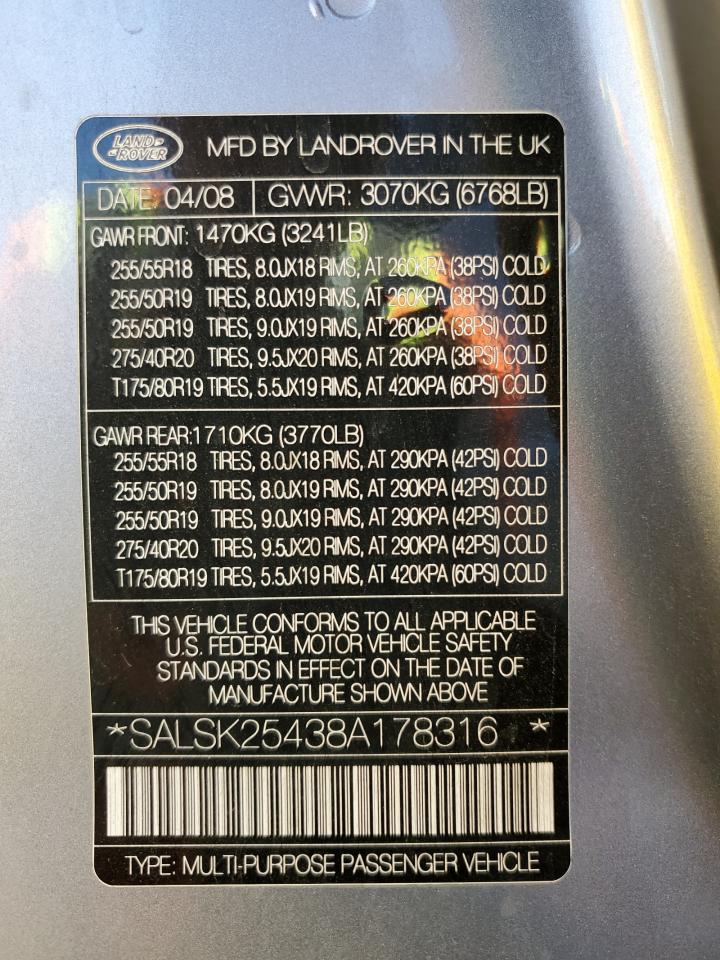 LAND ROVER
MFD BY LANDROVER IN THE UK
DATE: 04/08 GVWR: 3070KG (6768LB)
GAWR FRONT: 1470KG (3241LB)
255/55R18 TIRES, 8.0JX18 RIMS, AT 260KPA (38PSI) COLD
255/50R19 TIRES, 8.0JX19 RIMS, AT 260KPA (38PSI) COLD
255/50R19 TIRES, 9.0JX19 RIMS, AT 260KPA (38PSI) COLD
275/40R20 TIRES, 9.5JX20 RIMS, AT 260KPA (38PSI) COLD
T175/80R19 TIRES, 5.5JX19 RIMS, AT 420KPA (60PSI) COLD
GAWR REAR:1710KG (3770LB)
255/55R18 TIRES, 8.0JX18 RIMS, AT 290KPA (42PSI) COLD
255/50R19 TIRES, 8.0JX19 RIMS, AT 290KPA (42PSI) COLD
255/50R19 TIRES, 9.0JX19 RIMS, AT 290KPA (42PSI) COLD
275/40R20 TIRES, 9.5JX20 RIMS, AT 290KPA (42PSI) COLD
T175/80R19 TIRES, 5.5JX19 RIMS, AT 420KPA (60PSI) COLD
THIS VEHICLE CONFORMS TO ALL APPLICABLE
U.S. FEDERAL MOTOR VEHICLE SAFETY
STANDARDS IN EFFECT ON THE DATE OF
MANUFACTURE SHOWN ABOVE
*SALSK25438A178316 *
TYPE: MULTI-PURPOSE PASSENGER VEHICLE